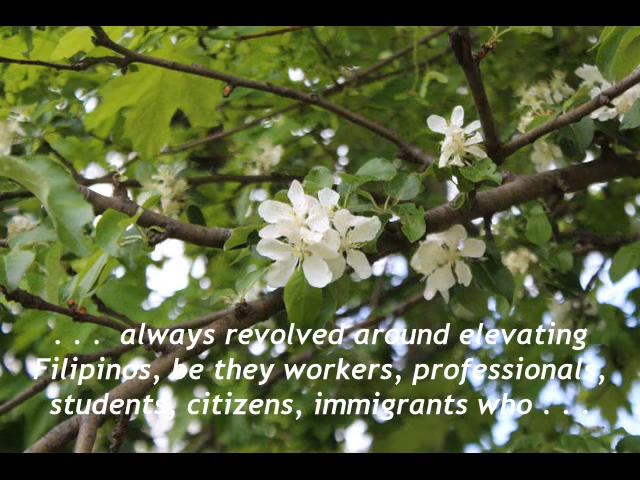 . . . always revolved around elevating
Filipinos, be they workers, professionals,
students, citizens, immigrants who . . .